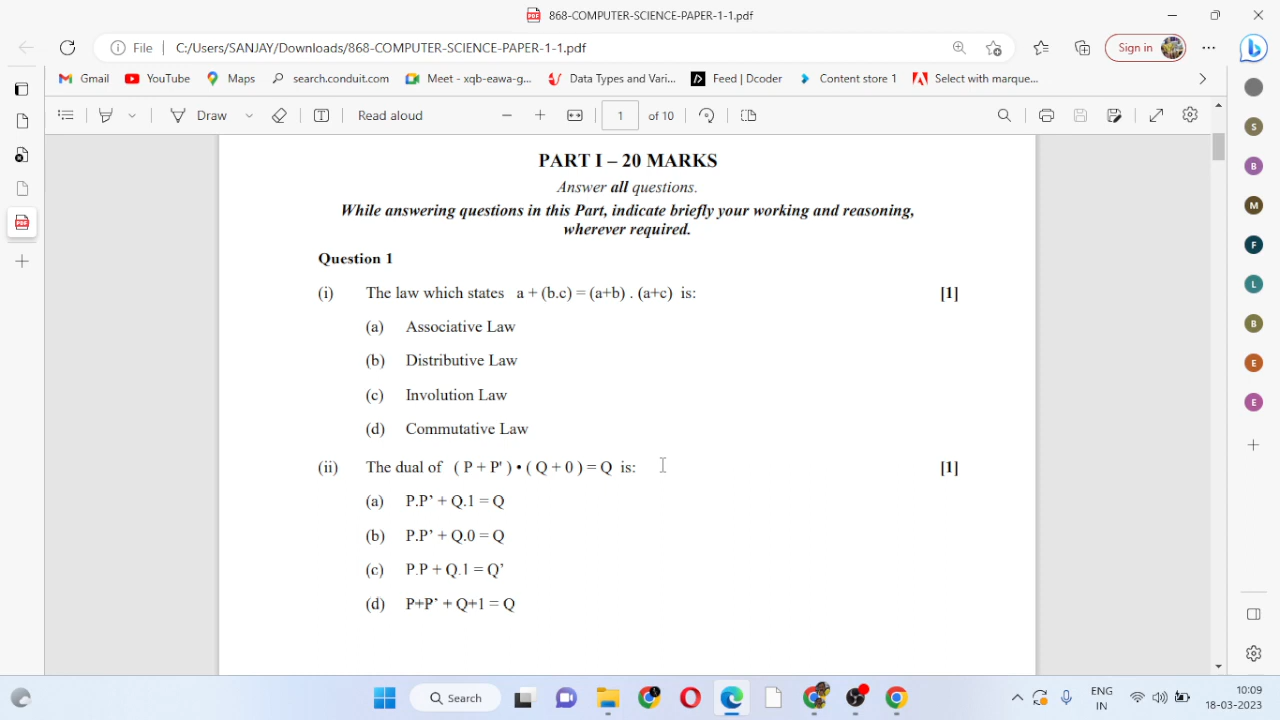 868-COMPUTER-SCIENCE-PAPER-1-1.pdf
File | C:/Users/SANJAY/Downloads/868-COMPUTER-SCIENCE-PAPER-1-1.pdf
Sign in
Gmail YouTube Maps search.conduit.com Meet - xqb-eawa-g... Data Types and Vari... Feed | Dcoder Content store 1 Select with marque...
Draw Read aloud 1 of 10
PART I – 20 MARKS
Answer all questions.
While answering questions in this Part, indicate briefly your working and reasoning,
wherever required.
Question 1
(i) The law which states a + (b.c) = (a+b) . (a+c) is: [1]
(a) Associative Law
(b) Distributive Law
(c) Involution Law
(d) Commutative Law
(ii) The dual of ( P + P' ) • ( Q + 0 ) = Q is: [1]
(a) P.P’ + Q.1 = Q
(b) P.P’ + Q.0 = Q
(c) P.P + Q.1 = Q’
(d) P+P’ + Q+1 = Q
S
B
M
F
L
B
E
E
Search
ENG
IN
10:09
18-03-2023